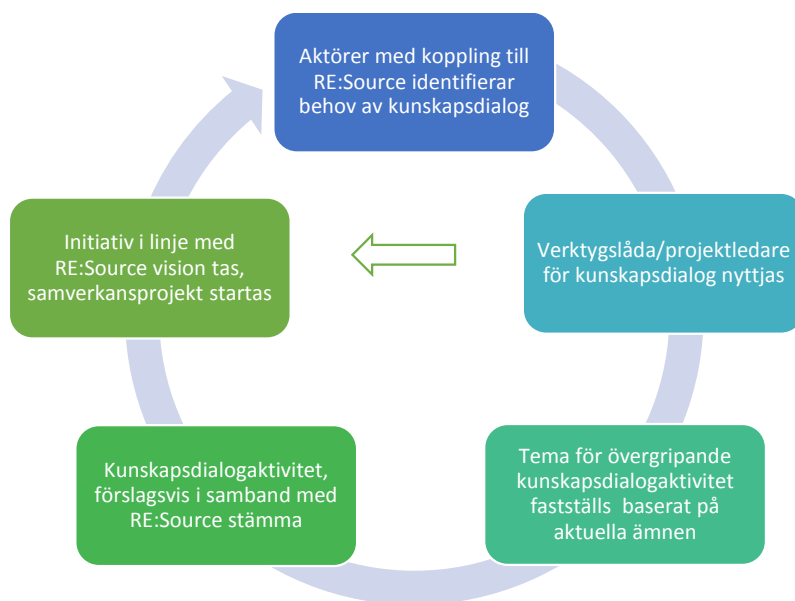 Aktörer med koppling till
RE:Source identifierar
behov av kunskapsdialog
Verktygslåda/projektledare
för kunskapsdialog nyttjas
Tema för övergripande
kunskapsdialogaktivitet
fastställs  baserat på
aktuella ämnen
Kunskapsdialogaktivitet,
förslagsvis i samband med
RE:Source stämma
Initiativ i linje med
RE:Source vision tas,
samverkansprojekt startas